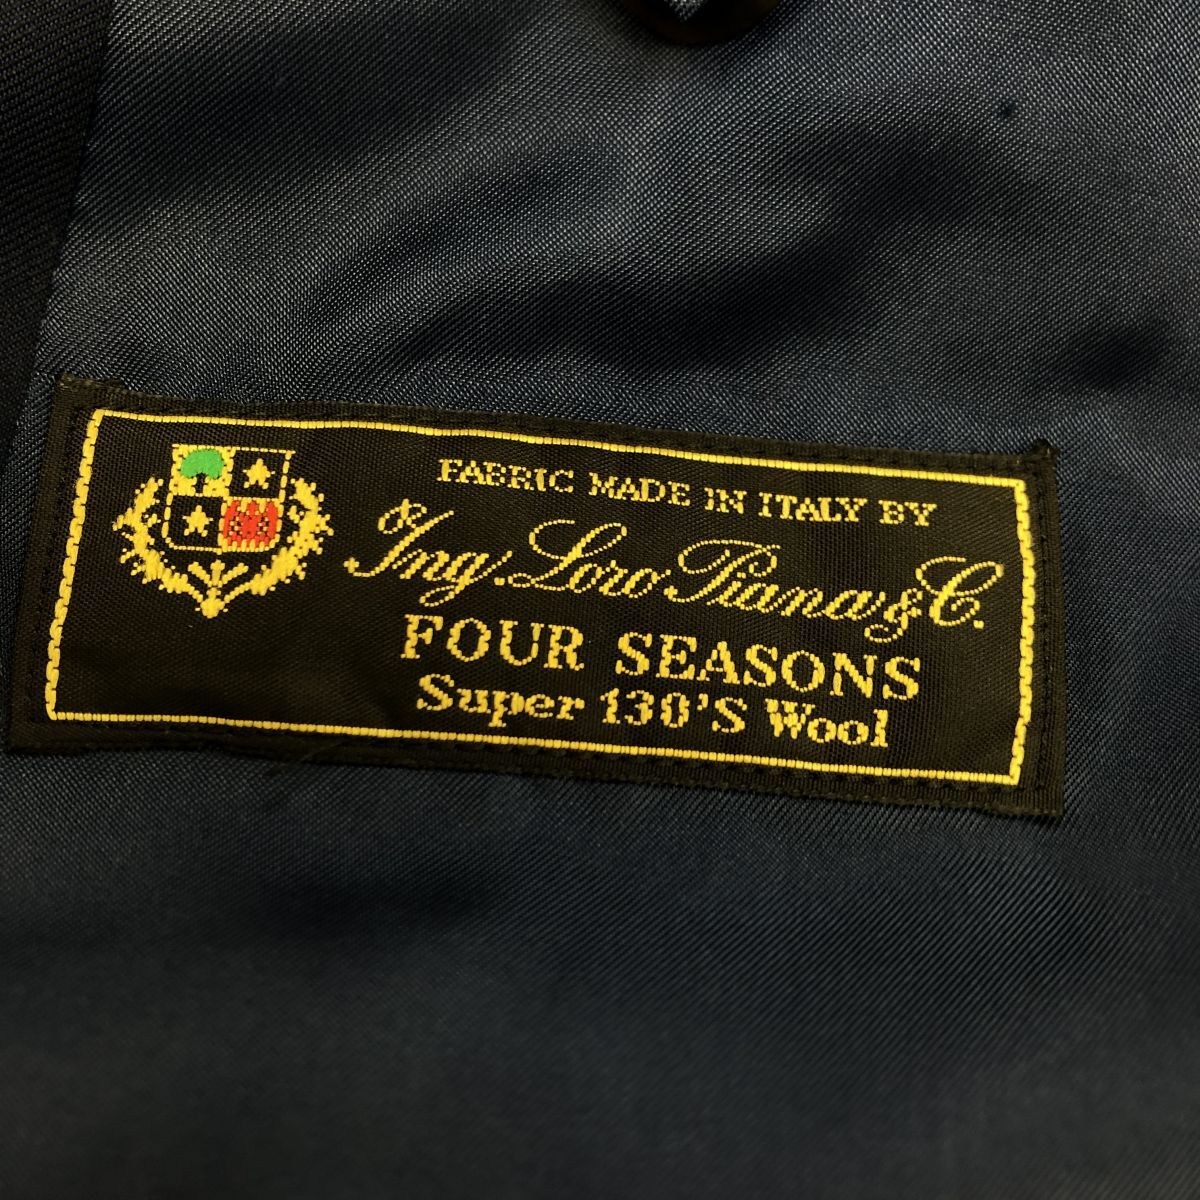 FABRIC MADE IN ITALY BY
Ing. Loro Piana & C.
FOUR SEASONS
Super 130'S Wool